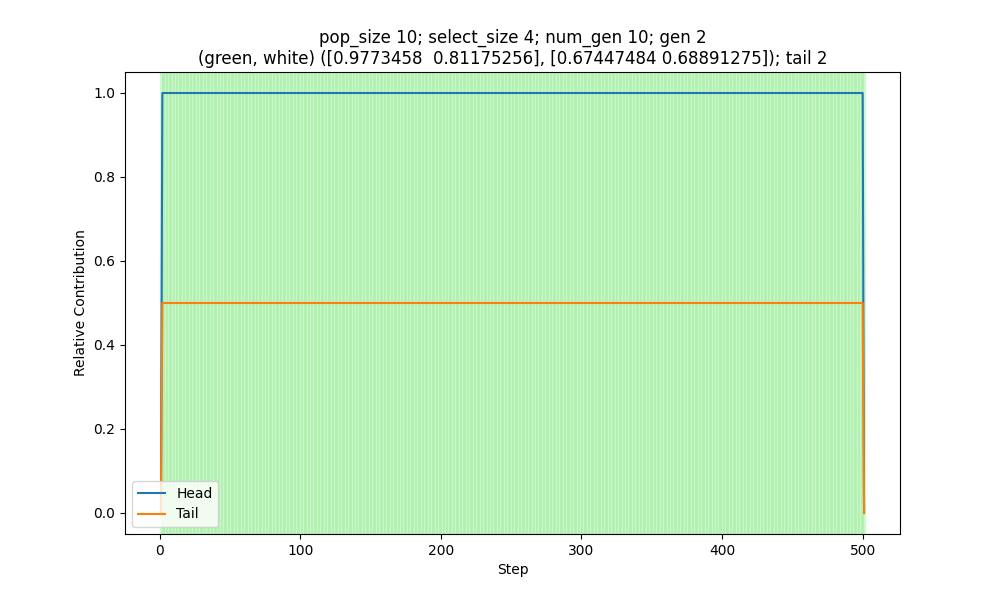 pop_size 10; select_size 4; num_gen 10; gen 2
(green, white) ([0.9773458  0.81175256], [0.67447484 0.68891275]); tail 2
Relative Contribution
1.0
0.8
0.6
0.4
0.2
0.0
Head
Tail
0
100
200
300
400
500
Step